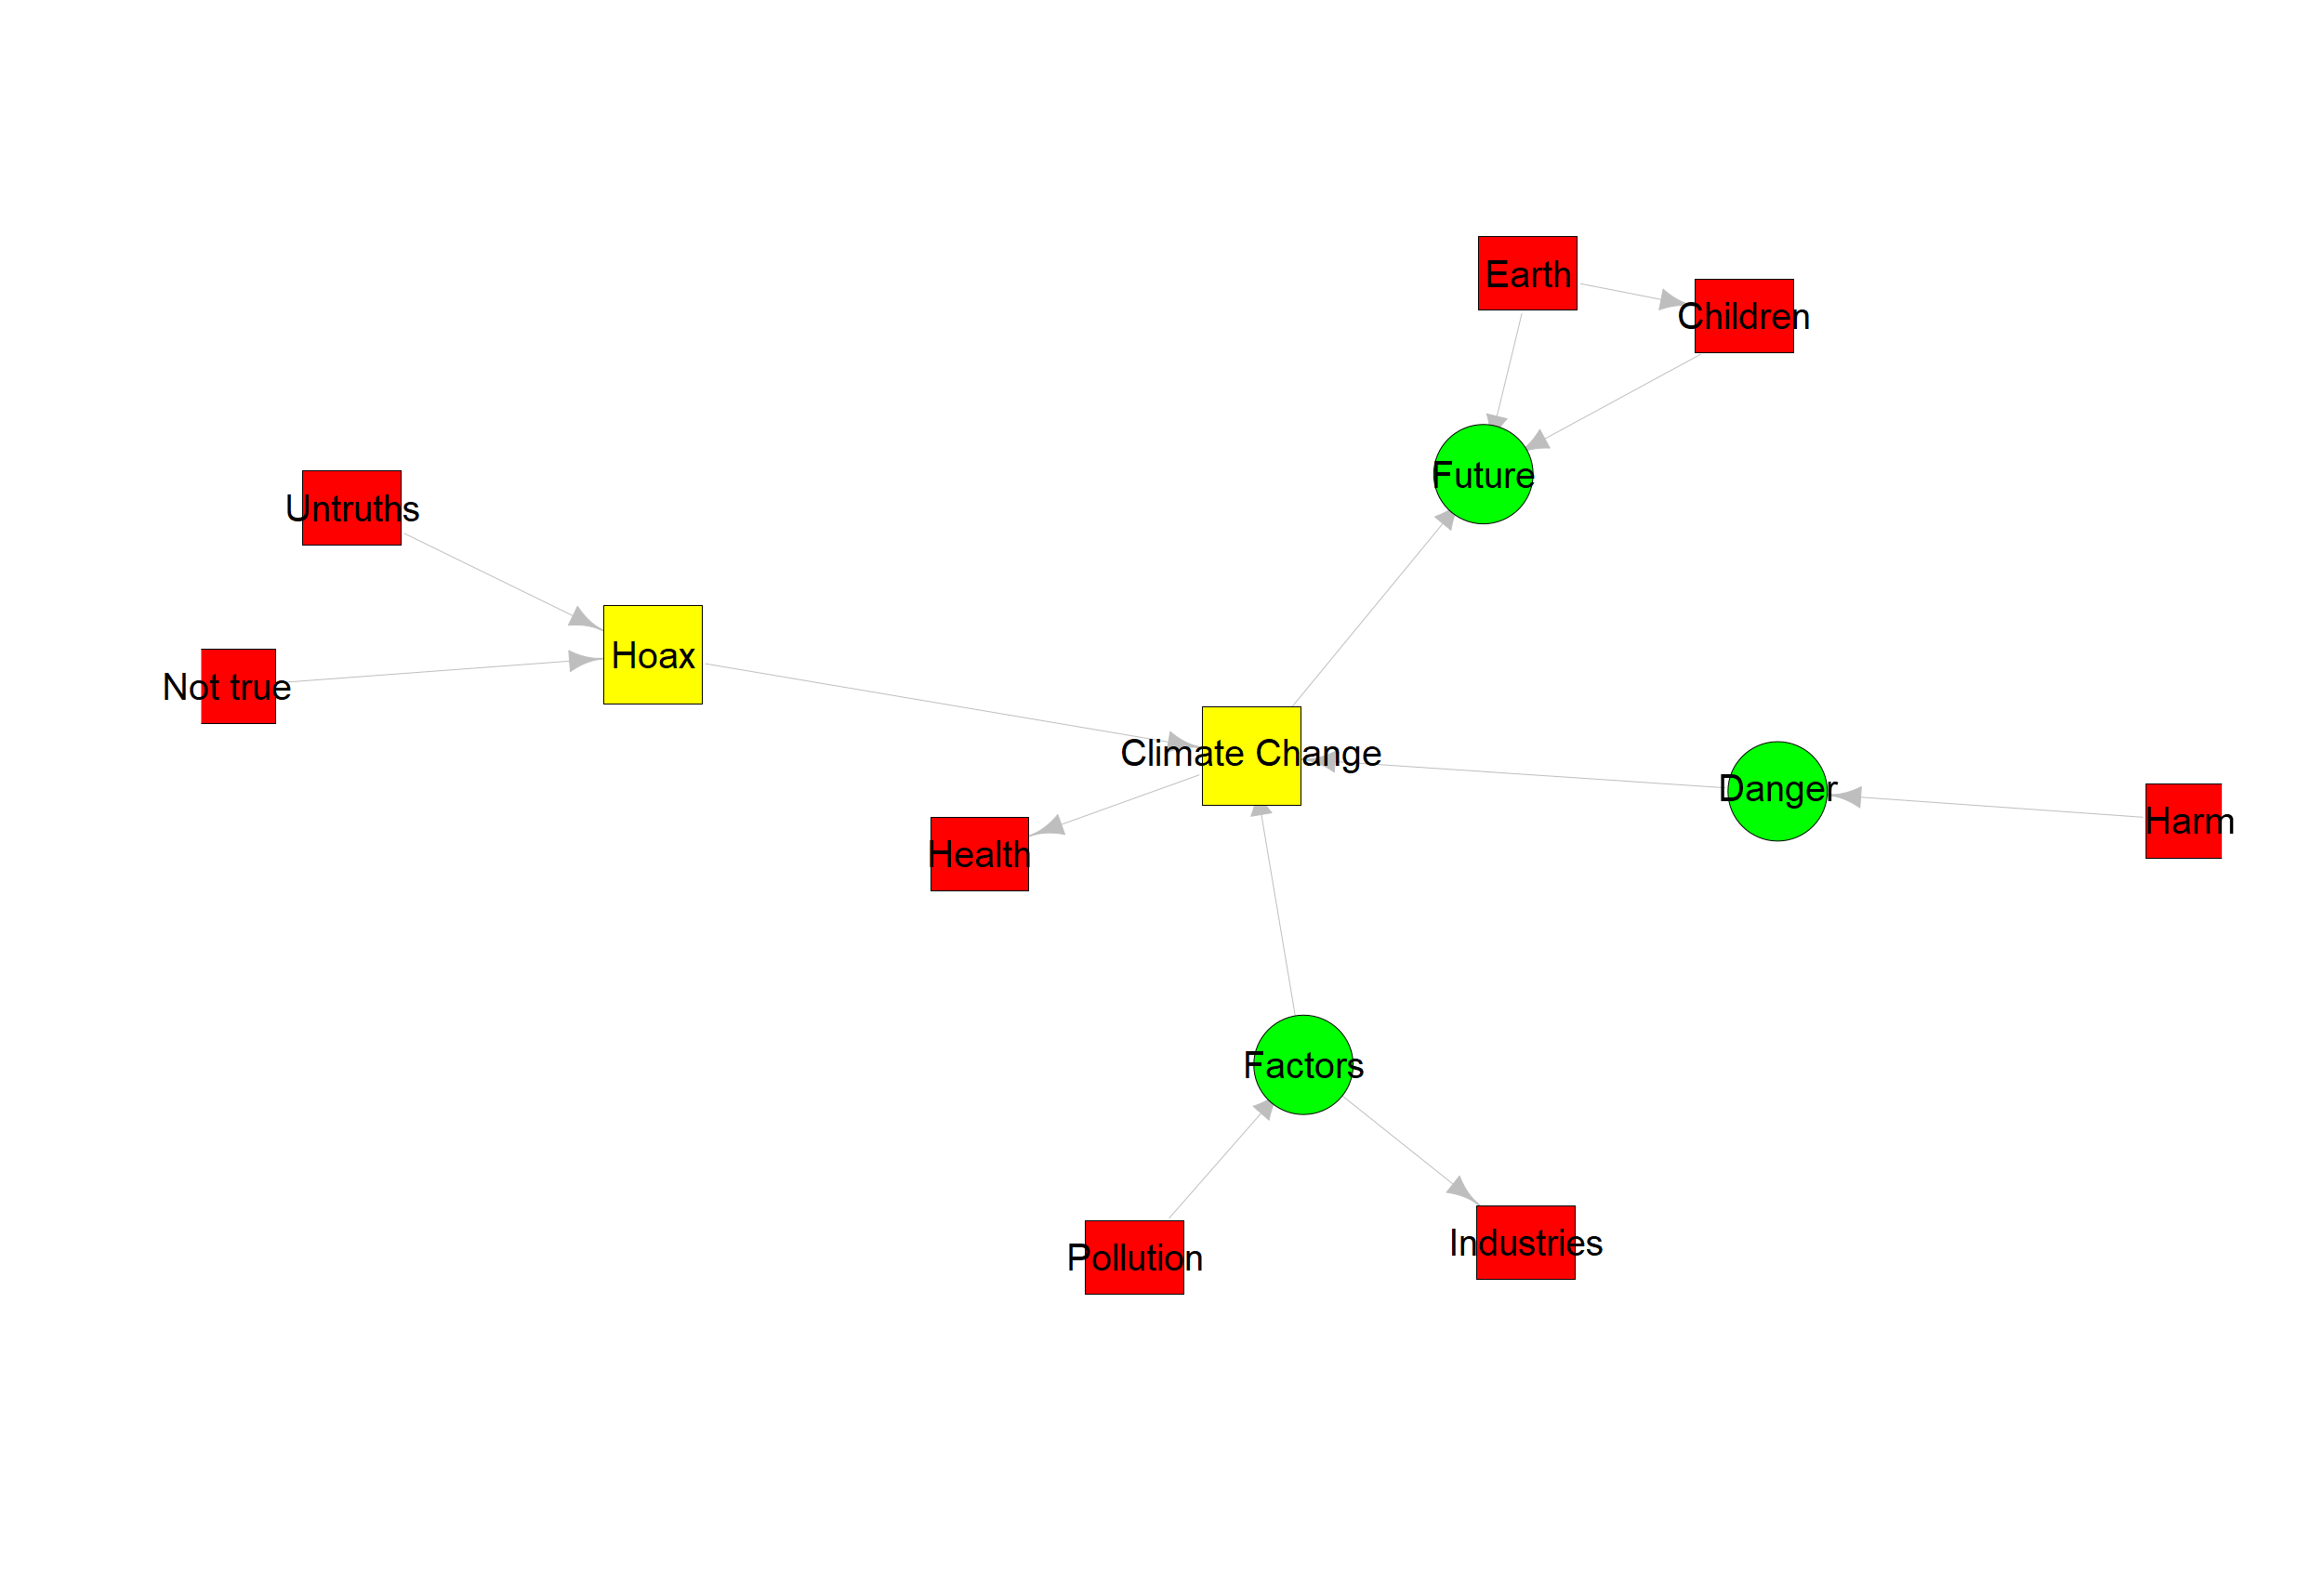 Earth
Children
Future
Untruths
Hoax
Not true
Climate Change
Danger
Harm
Health
Factors
Industries
Pollution